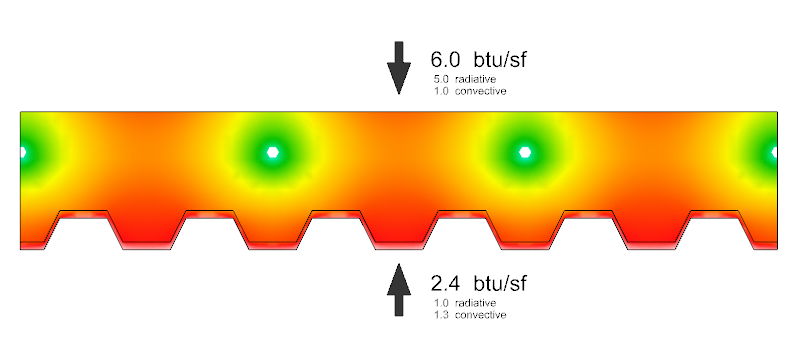 6.0 btu/sf
5.0 radiative
1.0 convective
2.4 btu/sf
1.0 radiative
1.3 convective